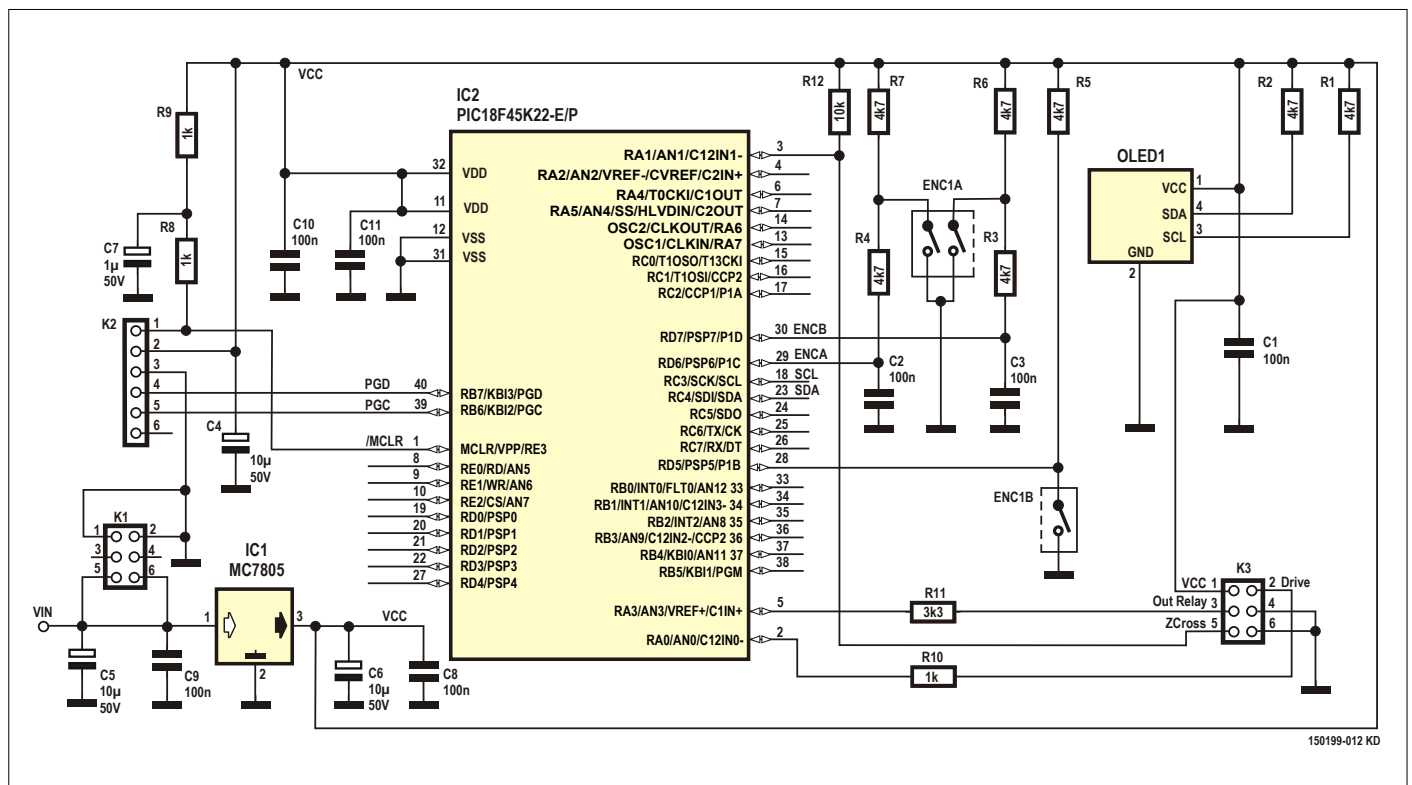 VCC
R9
1k
R8
1k
C7
1µ
50V
K2
1
2
3
4
5
6
C4
10µ
50V
K1
1
2
3
4
5
6
VIN
IC1
MC7805
1
3
2
C5
10µ
50V
C9
100n
VCC
C6
10µ
50V
C8
100n
C10
100n
C11
100n
IC2
PIC18F45K22-E/P
32 VDD
11 VDD
12 VSS
31 VSS
PGD 40 RB7/KBI3/PGD
PGC 39 RB6/KBI2/PGC
/MCLR 1 MCLR/VPP/RE3
8 RE0/RD/AN5
9 RE1/WR/AN6
10 RE2/CS/AN7
19 RD0/PSP0
20 RD1/PSP1
21 RD2/PSP2
22 RD3/PSP3
27 RD4/PSP4
RA1/AN1/C12IN1- 3
RA2/AN2/VREF-/CVREF/C2IN+ 4
RA4/T0CKI/C1OUT 6
RA5/AN4/SS/HLVDIN/C2OUT 7
OSC2/CLKOUT/RA6 14
OSC1/CLKIN/RA7 13
RC0/T1OSO/T13CKI 15
RC1/T1OSI/CCP2 16
RC2/CCP1/P1A 17
RD7/PSP7/P1D 30 ENCB
RD6/PSP6/P1C 29 ENCA
RC3/SCK/SCL 18 SCL
RC4/SDI/SDA 23 SDA
RC5/SDO 24
RC6/TX/CK 25
RC7/RX/DT 26
RD5/PSP5/P1B 28
RB0/INT0/FLT0/AN12 33 33
RB1/INT1/AN10/C12IN3- 34 34
RB2/INT2/AN8 35 35
RB3/AN9/C12IN2-/CCP2 36 36
RB4/KBI0/AN11 37 37
RB5/KBI1/PGM 38
RA3/AN3/VREF+/C1IN+ 5
RA0/AN0/C12IN0- 2
R12
10k
R7
4k7
R6
4k7
R5
4k7
R2
4k7
R1
4k7
ENC1A
R4
4k7
R3
4k7
C2
100n
C3
100n
OLED1
VCC 1
SDA 4
SCL 3
GND
2
C1
100n
ENC1B
R11
3k3
R10
1k
K3
VCC 1
2 Drive
Out Relay 3
4
ZCross 5
6
150199-012 KD